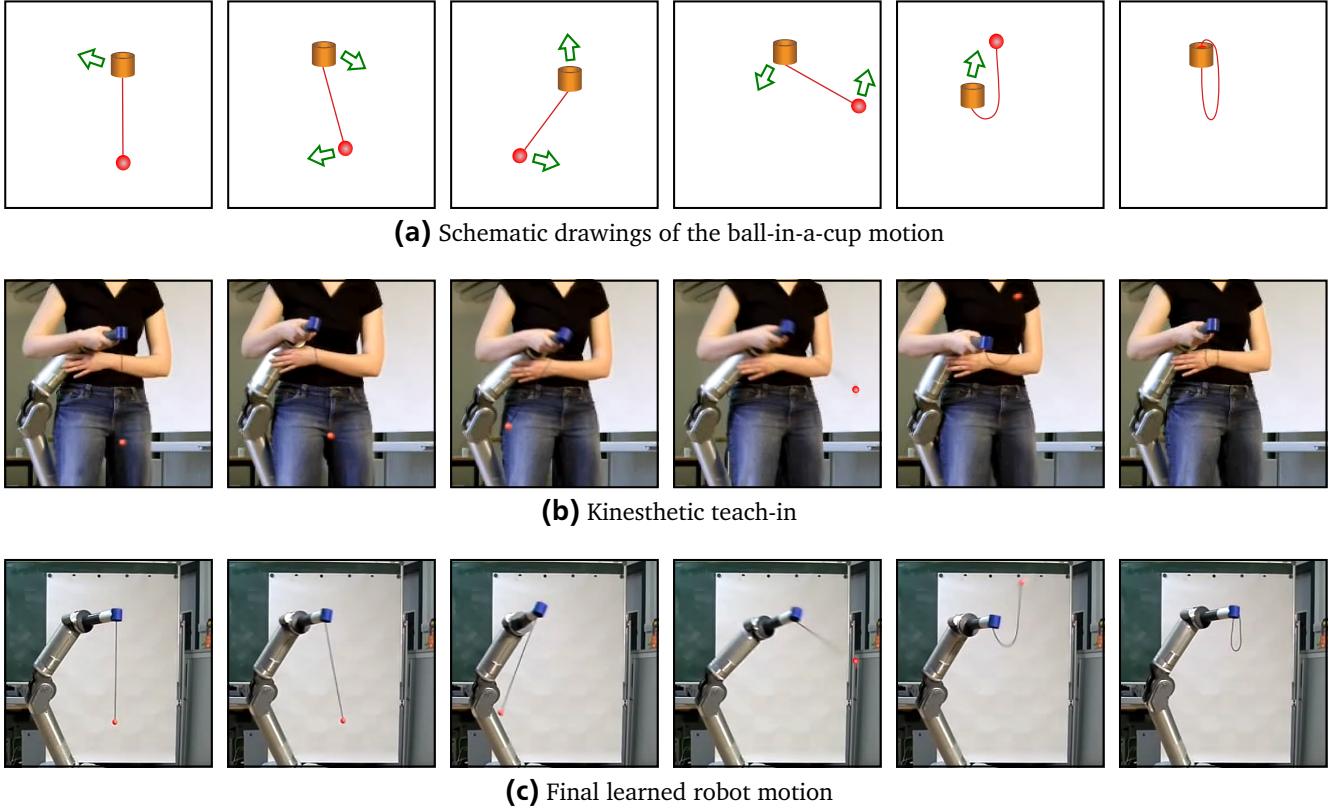 (a) Schematic drawings of the ball-in-a-cup motion
(b) Kinesthetic teach-in
(c) Final learned robot motion